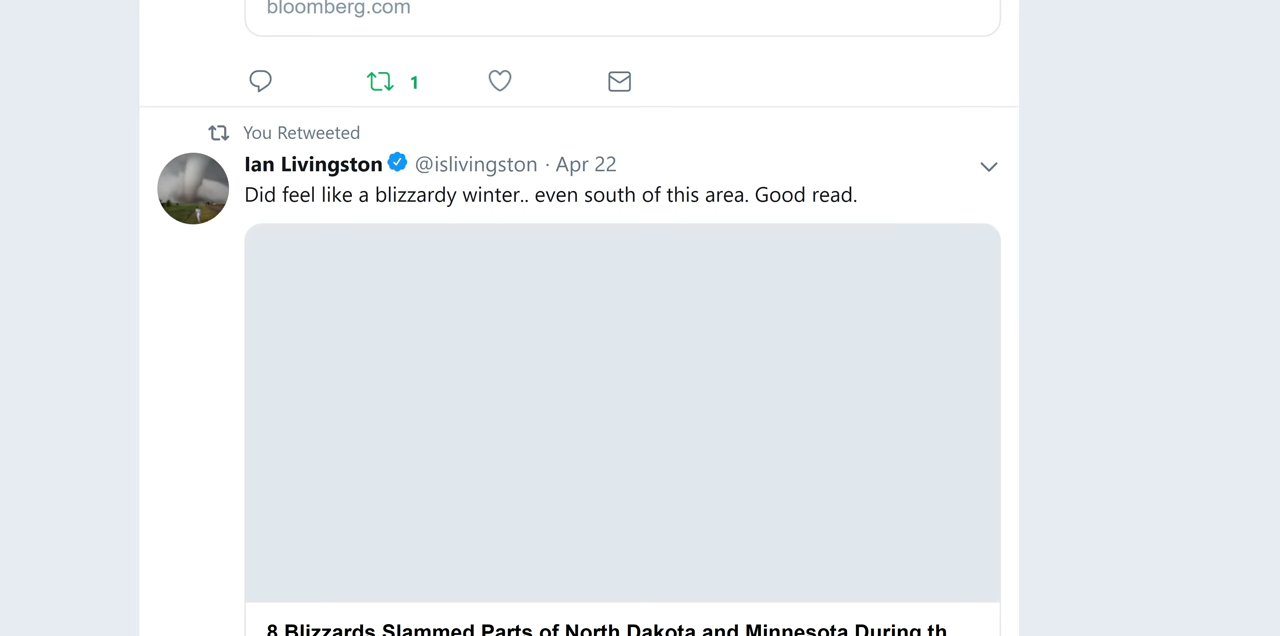 bloomberg.com
1
You Retweeted
Ian Livingston @islivingston · Apr 22
Did feel like a blizzardy winter.. even south of this area. Good read.
8 Blizzards Slammed Parts of North Dakota and Minnesota During th